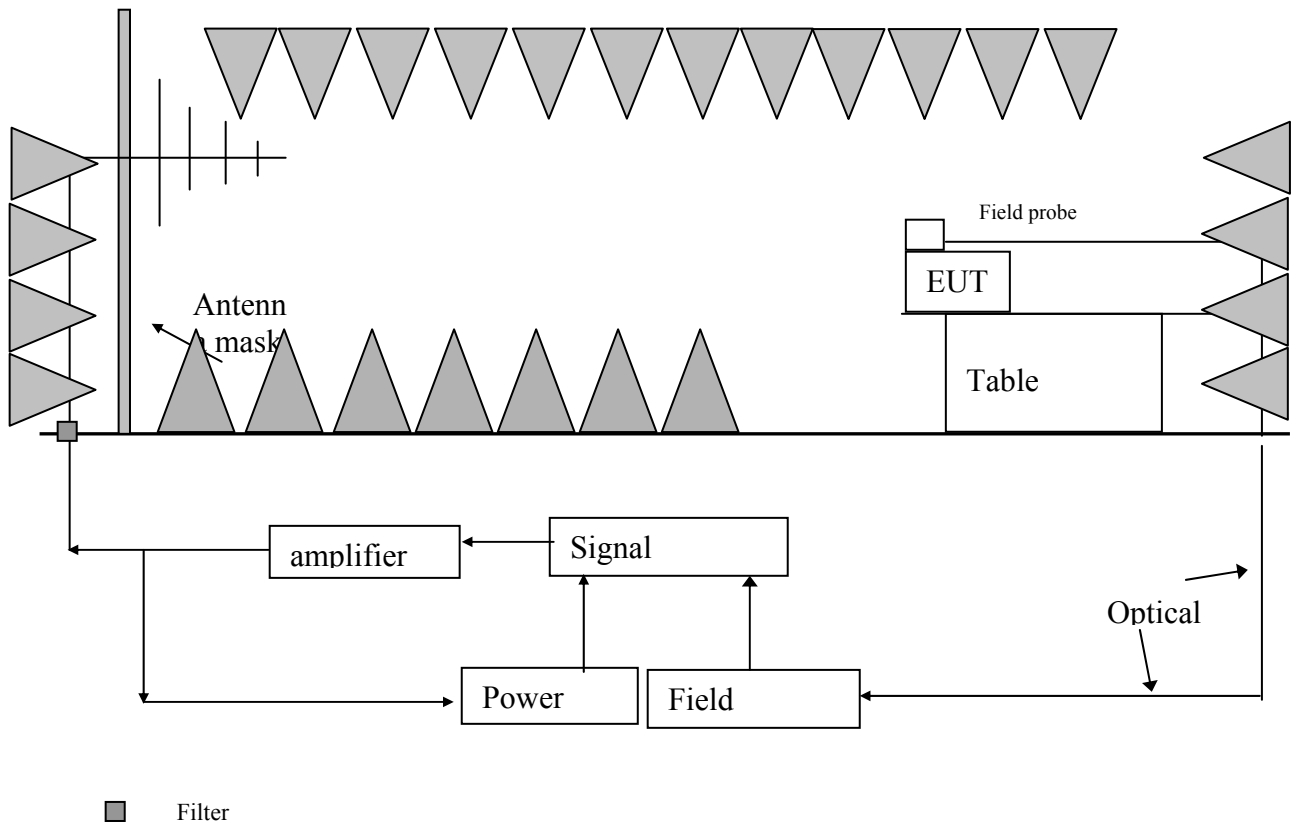 Field probe
EUT
Antenn
a mask
Table
amplifier
Signal
Optical
Power
Field
Filter